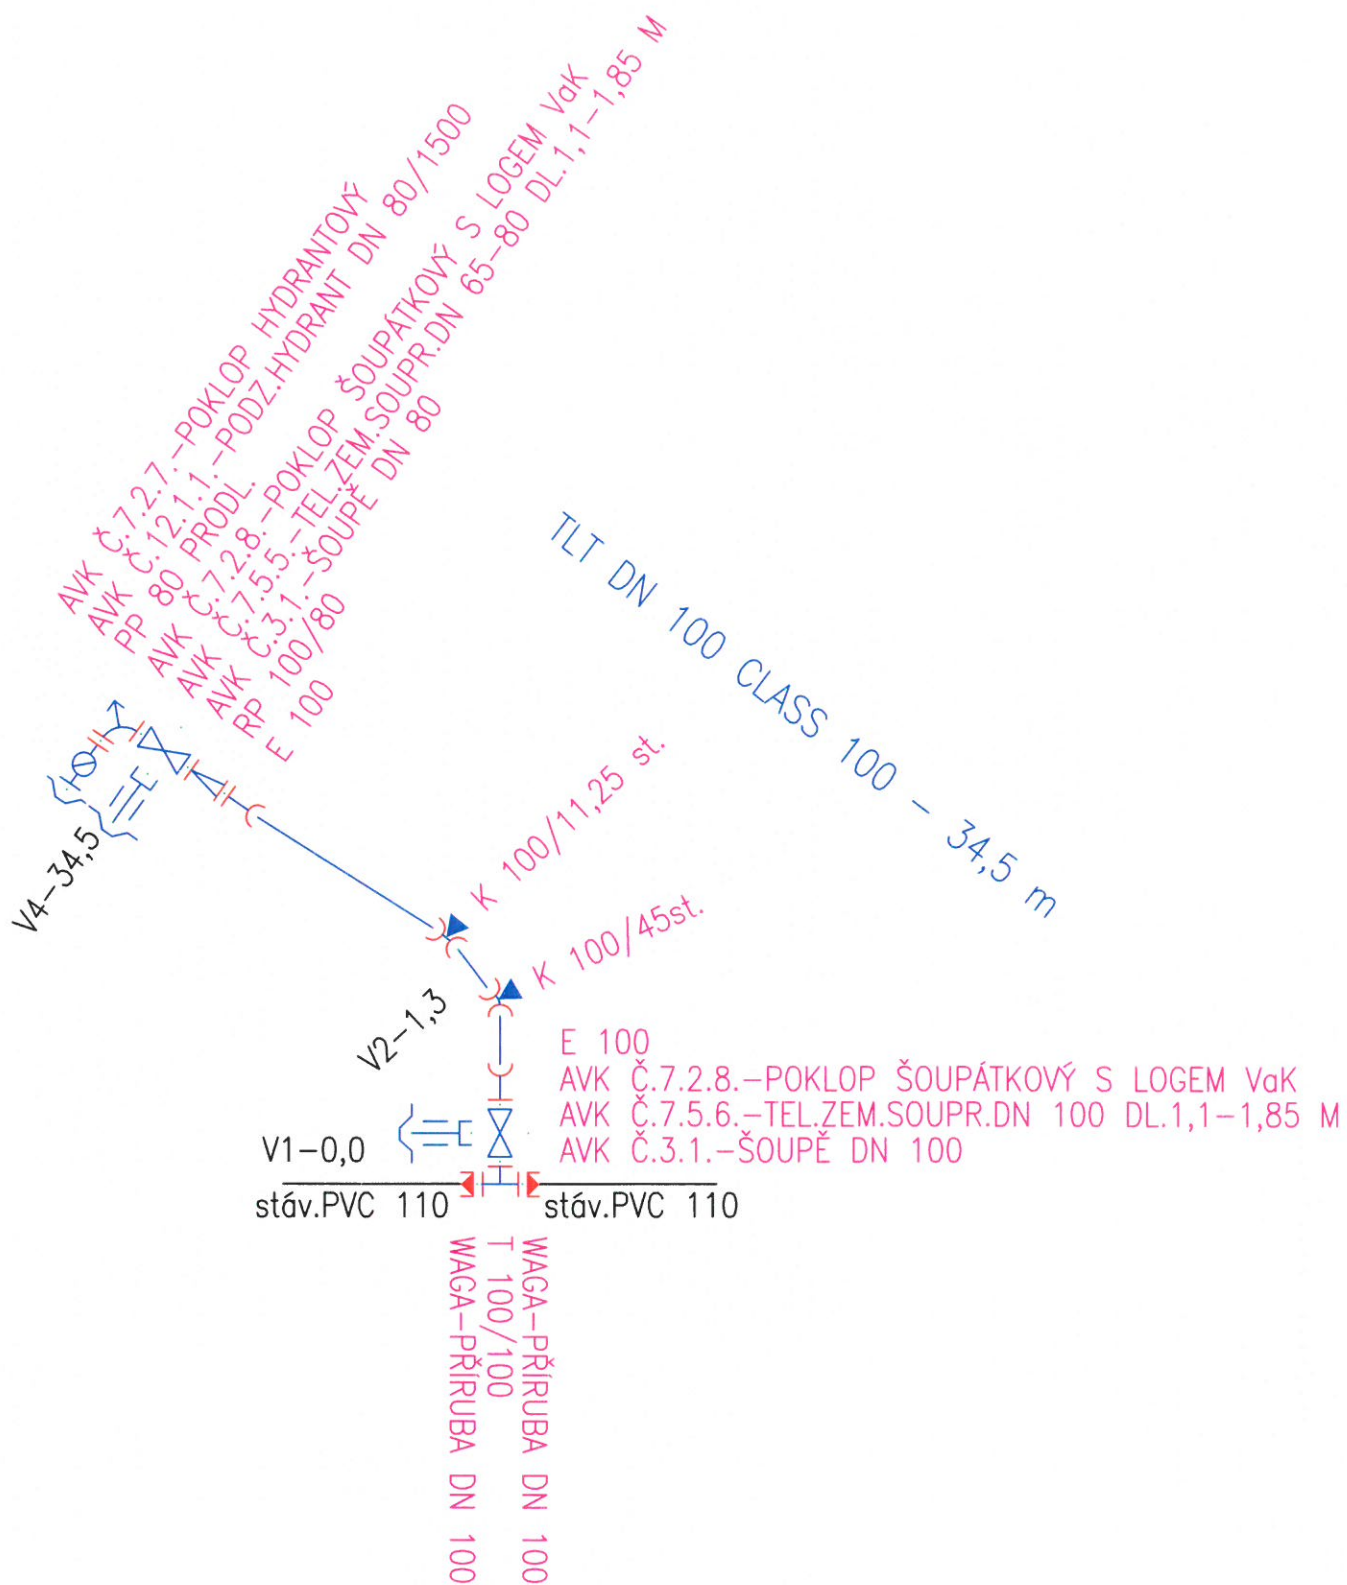 AVK Č.7.2.7.-POKLOP HYDRANTOVÝ
AVK Č.12.1.1.-PODZ.HYDRANT DN 80/1500
PP 80 PRODL.
AVK Č.7.2.8.-POKLOP ŠOUPÁTKOVÝ S LOGEM VaK
AVK Č.7.5.5.-TEL.ZEM.SOUPR.DN 65-80 DL.1,1-1,85 M
AVK Č.3.1.-ŠOUPĚ DN 80
RP 100/80
E 100
TLT DN 100 CLASS 100 - 34,5 m
K 100/11,25 st.
V4-34,5
K 100/45st.
V2-1,3
E 100
AVK Č.7.2.8.-POKLOP ŠOUPÁTKOVÝ S LOGEM VaK
AVK Č.7.5.6.-TEL.ZEM.SOUPR.DN 100 DL.1,1-1,85 M
AVK Č.3.1.-ŠOUPĚ DN 100
V1-0,0
stáv.PVC 110
stáv.PVC 110
WAGA-PŘÍRUBA DN 100
T 100/100
WAGA-PŘÍRUBA DN 100